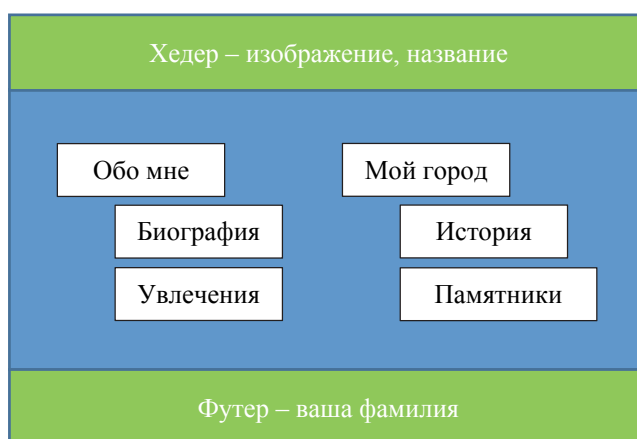 Хедер – изображение, название
Обо мне
Мой город
Биография
История
Увлечения
Памятники
Футер – ваша фамилия